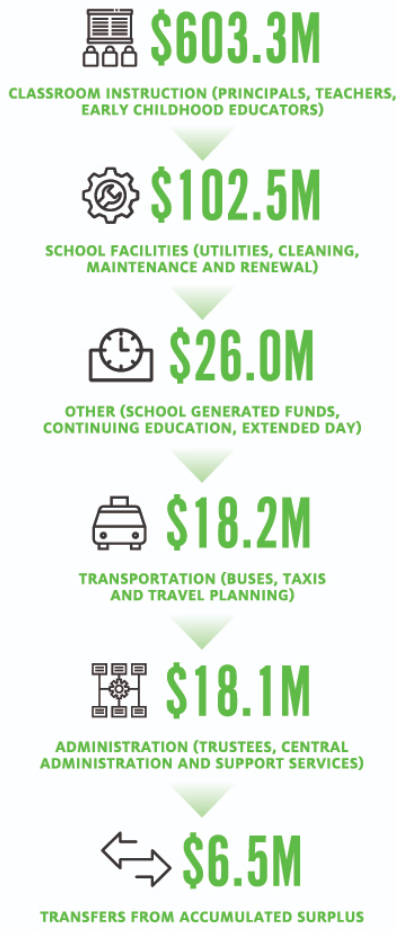 $603.3M
CLASSROOM INSTRUCTION (PRINCIPALS, TEACHERS,
EARLY CHILDHOOD EDUCATORS)
$102.5M
SCHOOL FACILITIES (UTILITIES, CLEANING,
MAINTENANCE AND RENEWAL)
$26.0M
OTHER (SCHOOL GENERATED FUNDS,
CONTINUING EDUCATION, EXTENDED DAY)
$18.2M
TRANSPORTATION (BUSES, TAXIS
AND TRAVEL PLANNING)
$18.1M
ADMINISTRATION (TRUSTEES, CENTRAL
ADMINISTRATION AND SUPPORT SERVICES)
$6.5M
TRANSFERS FROM ACCUMULATED SURPLUS